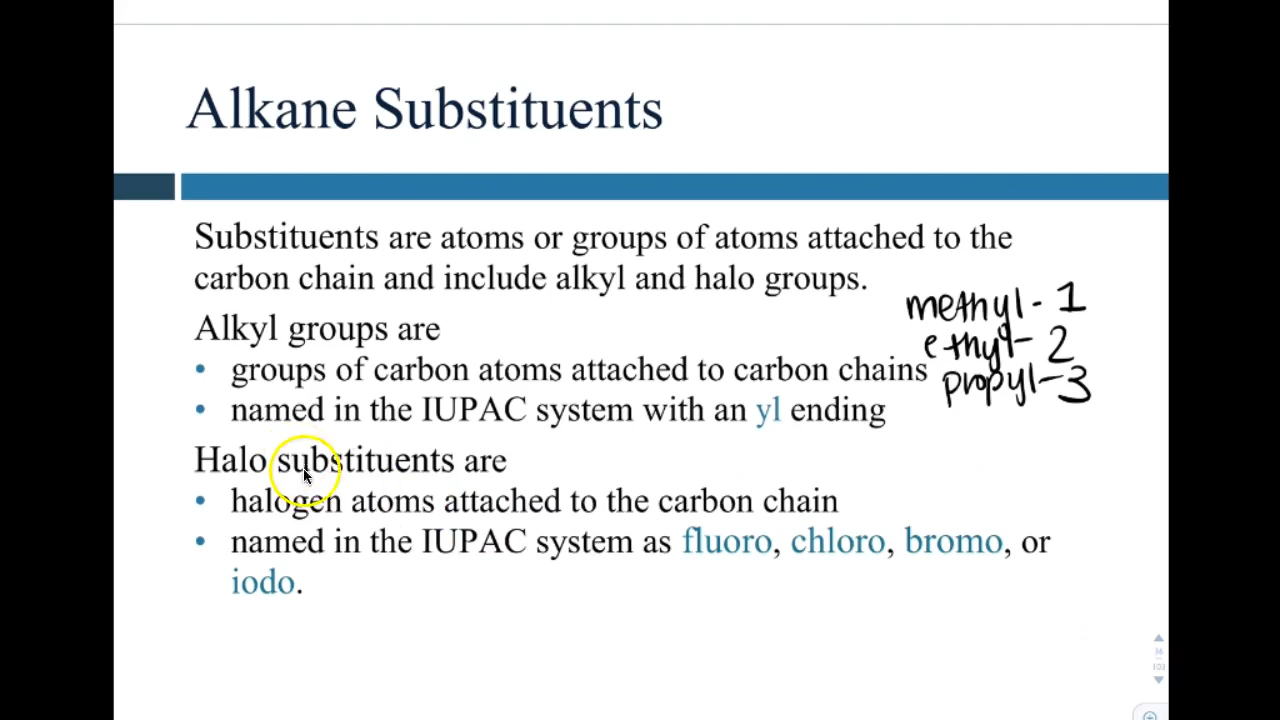 Alkane Substituents
Substituents are atoms or groups of atoms attached to the
carbon chain and include alkyl and halo groups.
methyl- 1
Alkyl groups are
ethyl- 2
groups of carbon atoms attached to carbon chains
propyl-3
• named in the IUPAC system with an yl ending
Halo substituents are
• halogen atoms attached to the carbon chain
• named in the IUPAC system as fluoro, chloro, bromo, or
iodo.
36
103